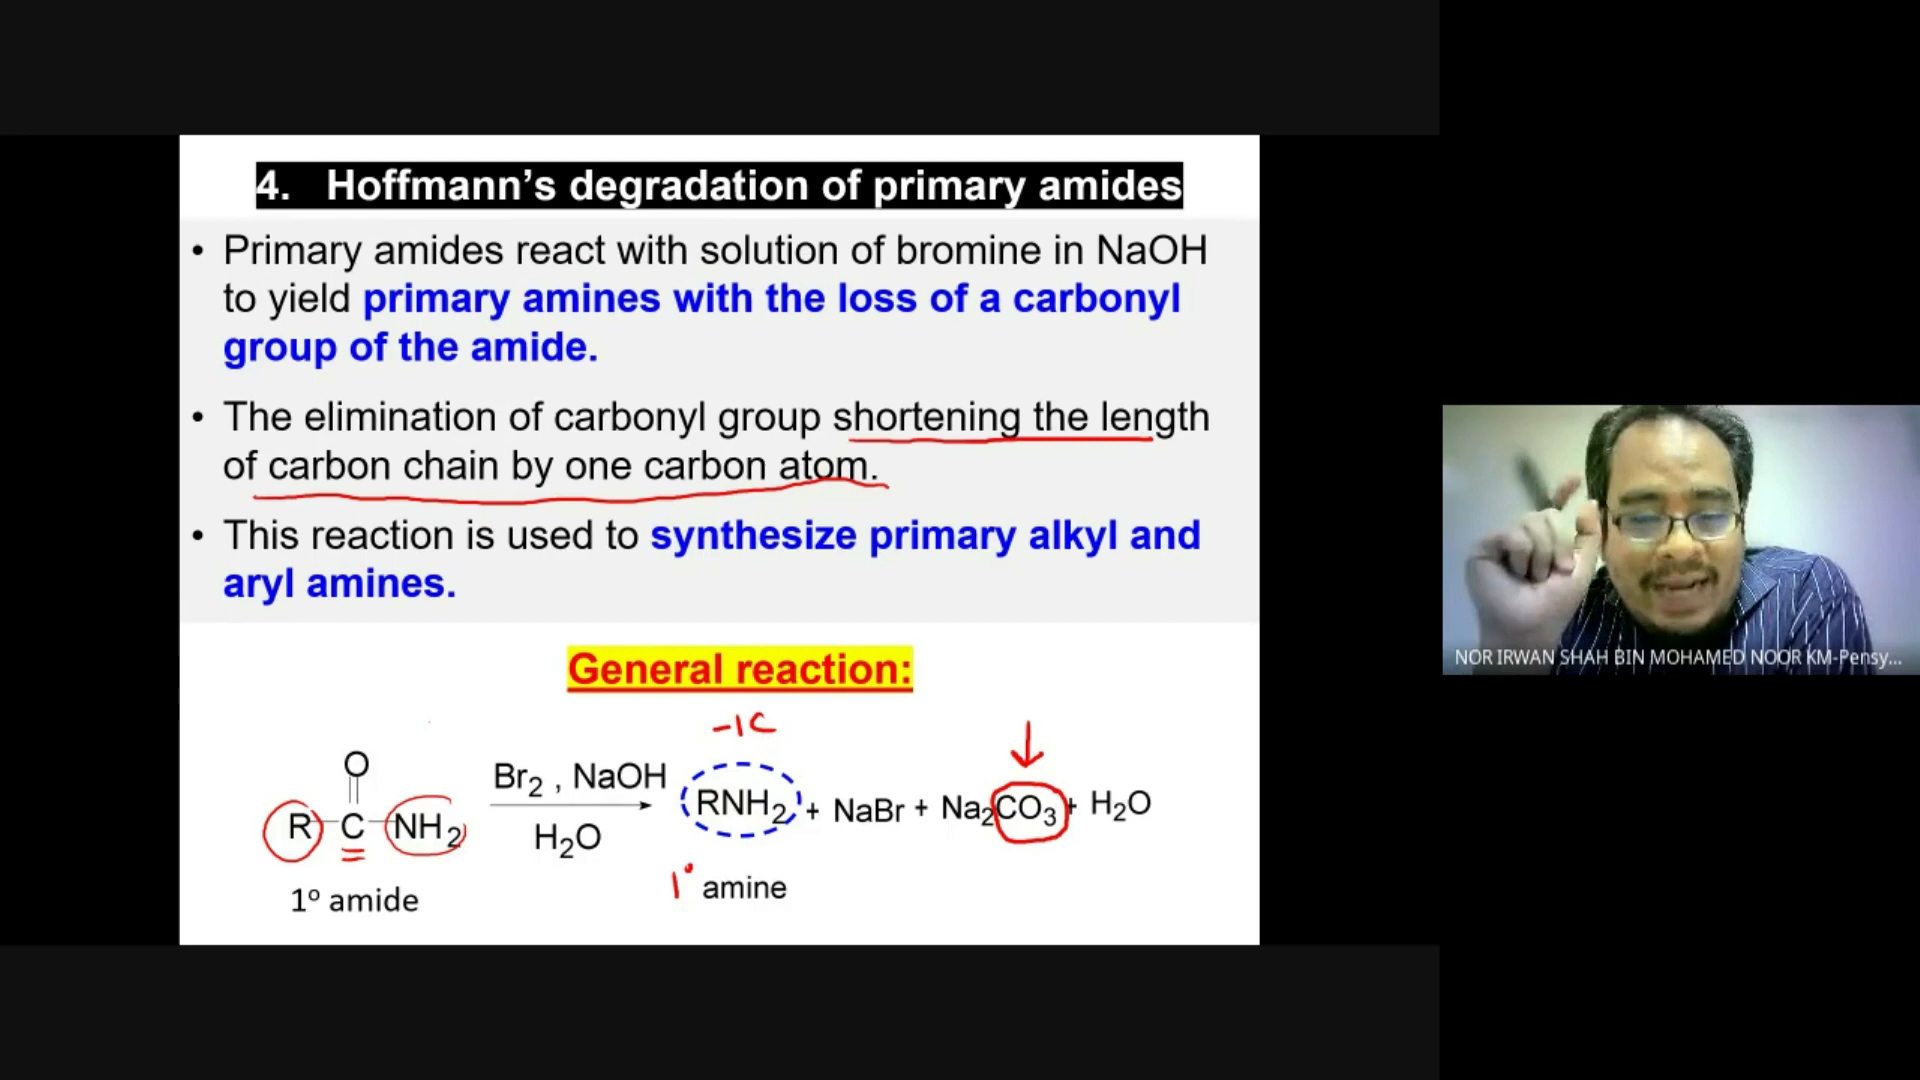 4. Hoffmann’s degradation of primary amides
• Primary amides react with solution of bromine in NaOH
to yield primary amines with the loss of a carbonyl
group of the amide.
• The elimination of carbonyl group shortening the length
of carbon chain by one carbon atom.
• This reaction is used to synthesize primary alkyl and
aryl amines.
General reaction:
-1C
O
R C NH₂
Br₂ , NaOH
H₂O
RNH₂ + NaBr + Na₂CO₃ + H₂O
1° amide
1° amine
NOR IRWAN SHAH BIN MOHAMED NOOR KM-Pensy...